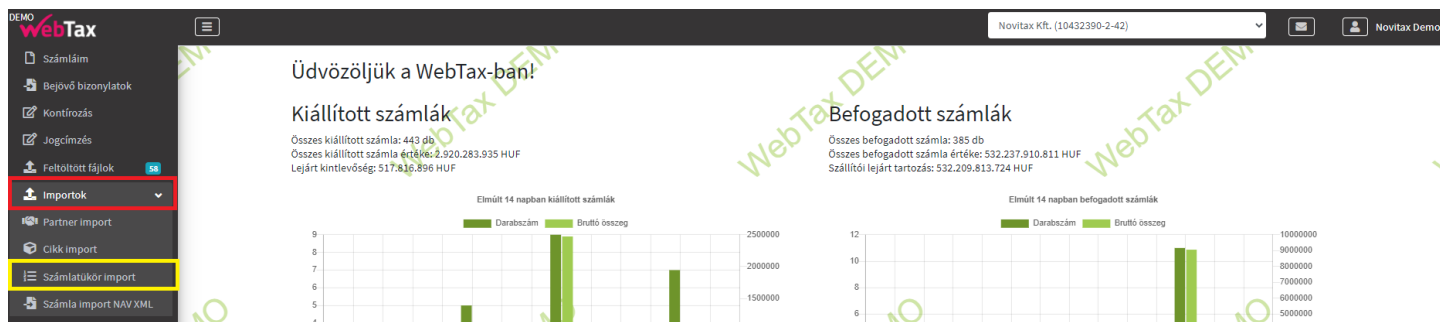 DEMO
WebTax
Novitax Kft. (10432390-2-42)
Novitax Demo
Számláim
Bejövő bizonylatok
Kontírozás
Jogcímzés
Feltöltött fájlok 58
Importok
Partner import
Cikk import
Számlatükör import
Számla import NAV XML
Üdvözöljük a WebTax-ban!
Kiállított számlák
Összes kiállított számla: 443 db
Összes kiállított számla értéke: 2.920.283.935 HUF
Lejárt kintlevőség: 517.816.896 HUF
Elmúlt 14 napban kiállított számlák
Darabszám Bruttó összeg
9 2500000
8
7 2000000
6
5 1500000
4
Befogadott számlák
Összes befogadott számla: 385 db
Összes befogadott számla értéke: 532.237.910.811 HUF
Szállítói lejárt tartozás: 532.209.813.724 HUF
Elmúlt 14 napban befogadott számlák
Darabszám Bruttó összeg
12 10000000
9000000
10 8000000
7000000
8 6000000
6 5000000
WebTax DEMO
WebTax DEMO
WebTax DEMO